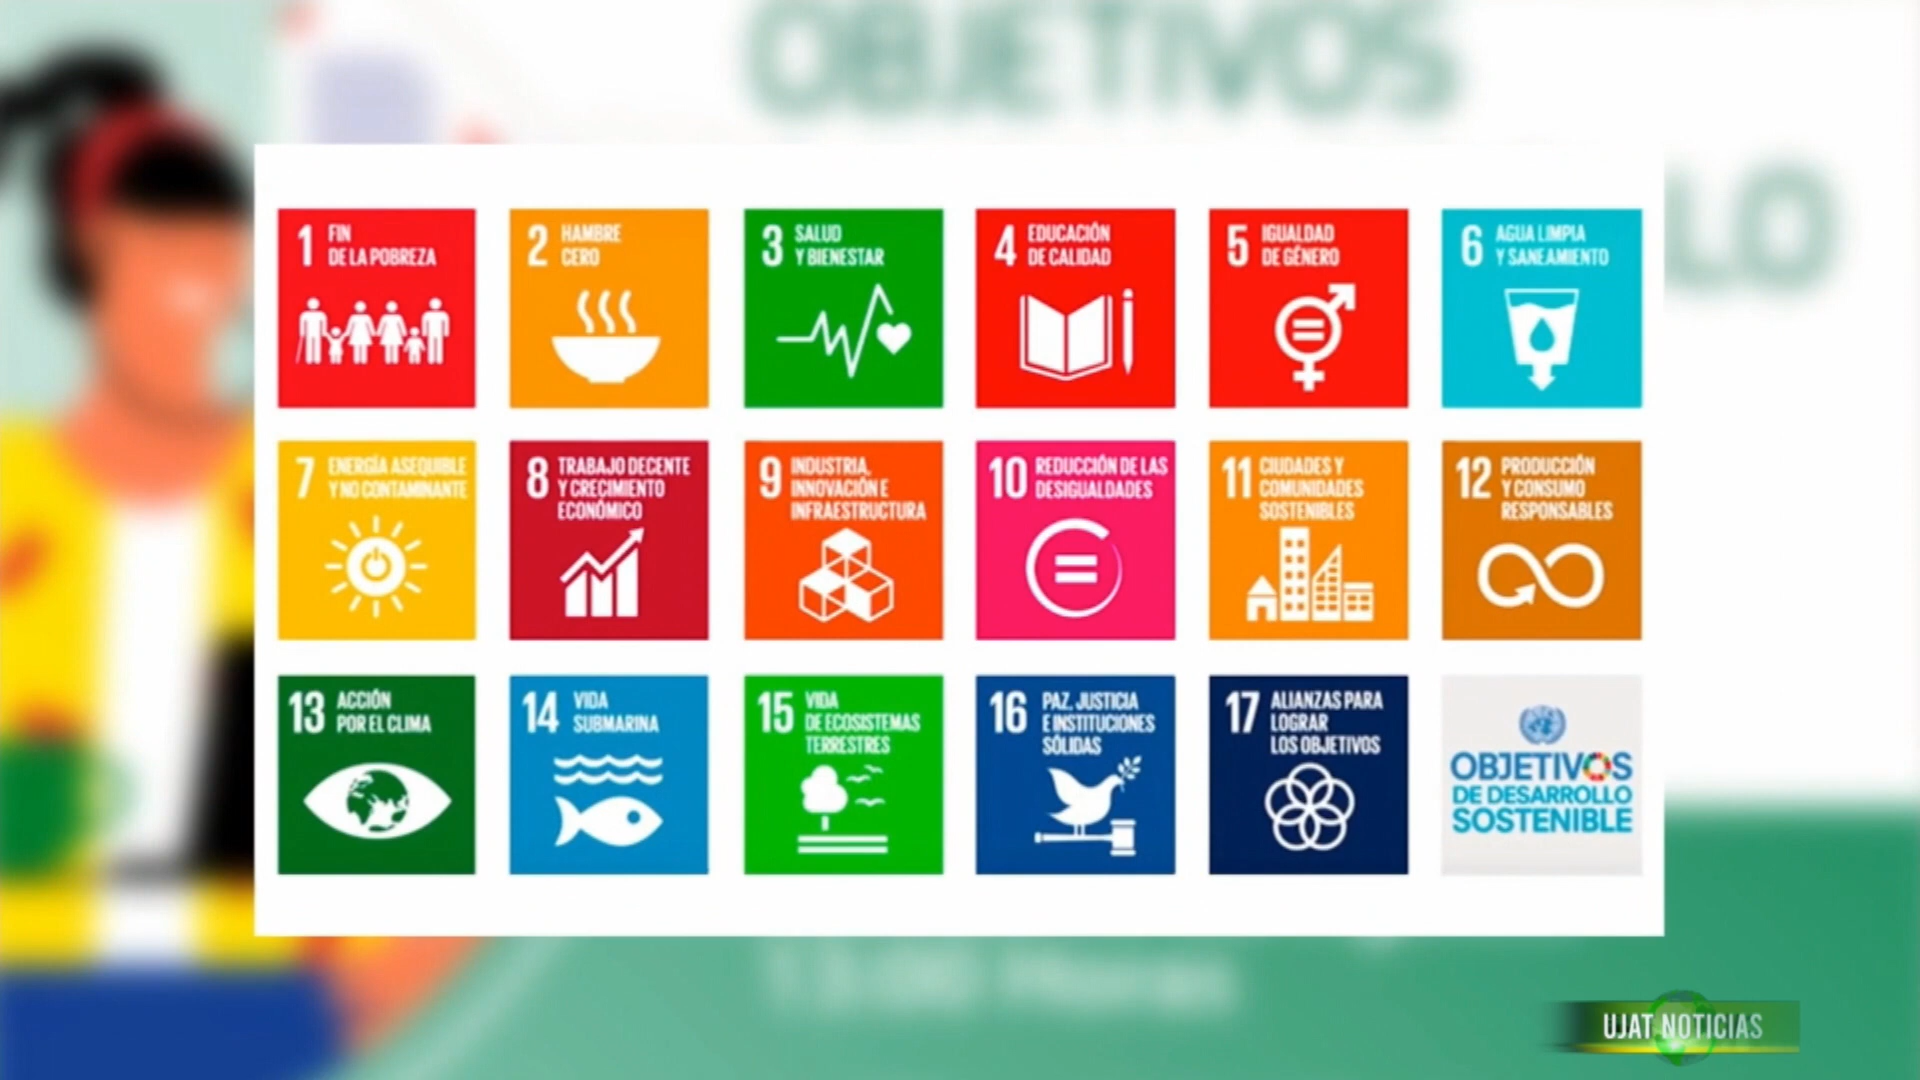 OBJETIVOS
LO
1 FIN
DE LA POBREZA
2 HAMBRE
CERO
3 SALUD
Y BIENESTAR
4 EDUCACIÓN
DE CALIDAD
5 IGUALDAD
DE GÉNERO
6 AGUA LIMPIA
Y SANEAMIENTO
7 ENERGÍA ASEQUIBLE
Y NO CONTAMINANTE
8 TRABAJO DECENTE
Y CRECIMIENTO
ECONÓMICO
9 INDUSTRIA,
INNOVACIÓN E
INFRAESTRUCTURA
10 REDUCCIÓN DE LAS
DESIGUALDADES
11 CIUDADES Y
COMUNIDADES
SOSTENIBLES
12 PRODUCCIÓN
Y CONSUMO
RESPONSABLES
13 ACCIÓN
POR EL CLIMA
14 VIDA
SUBMARINA
15 VIDA
DE ECOSISTEMAS
TERRESTRES
16 PAZ, JUSTICIA
E INSTITUCIONES
SÓLIDAS
17 ALIANZAS PARA
LOGRAR
LOS OBJETIVOS
OBJETIVOS
DE DESARROLLO
SOSTENIBLE
UJAT NOTICIAS